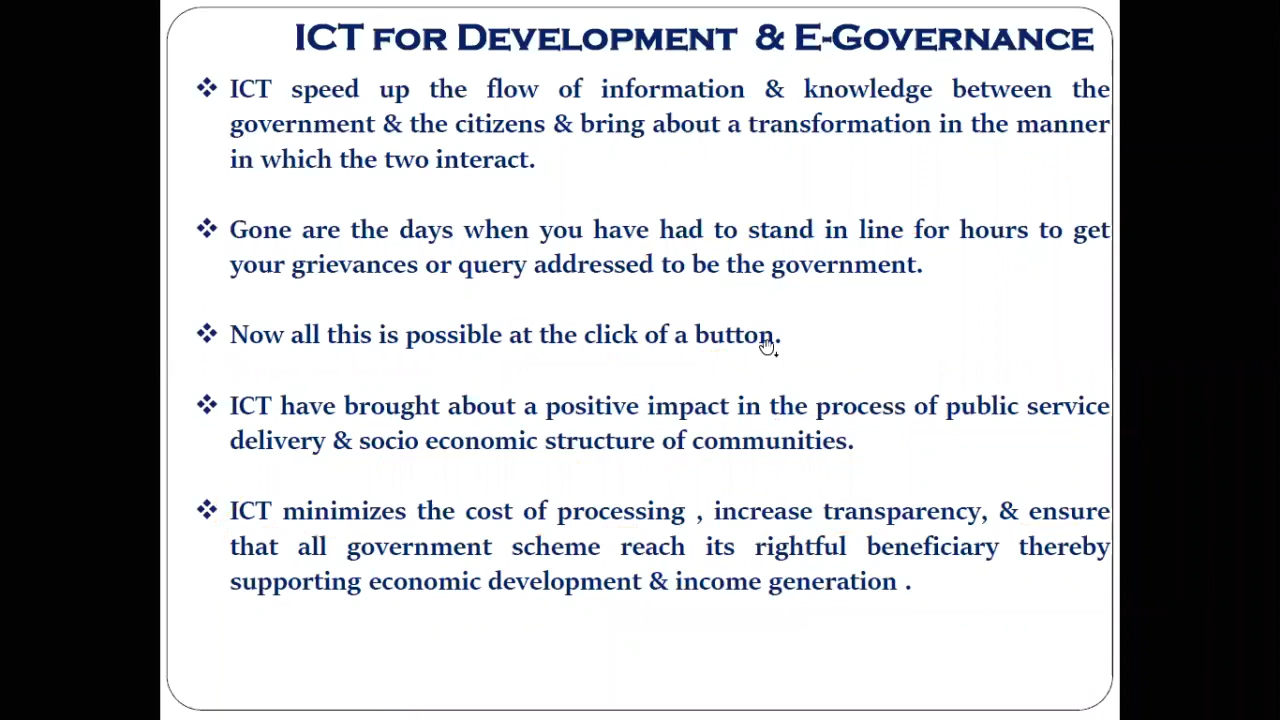 ICT FOR DEVELOPMENT & E-GOVERNANCE
❖ ICT speed up the flow of information & knowledge between the
government & the citizens & bring about a transformation in the manner
in which the two interact.
❖ Gone are the days when you have had to stand in line for hours to get
your grievances or query addressed to be the government.
❖ Now all this is possible at the click of a button.
❖ ICT have brought about a positive impact in the process of public service
delivery & socio economic structure of communities.
❖ ICT minimizes the cost of processing , increase transparency, & ensure
that all government scheme reach its rightful beneficiary thereby
supporting economic development & income generation .